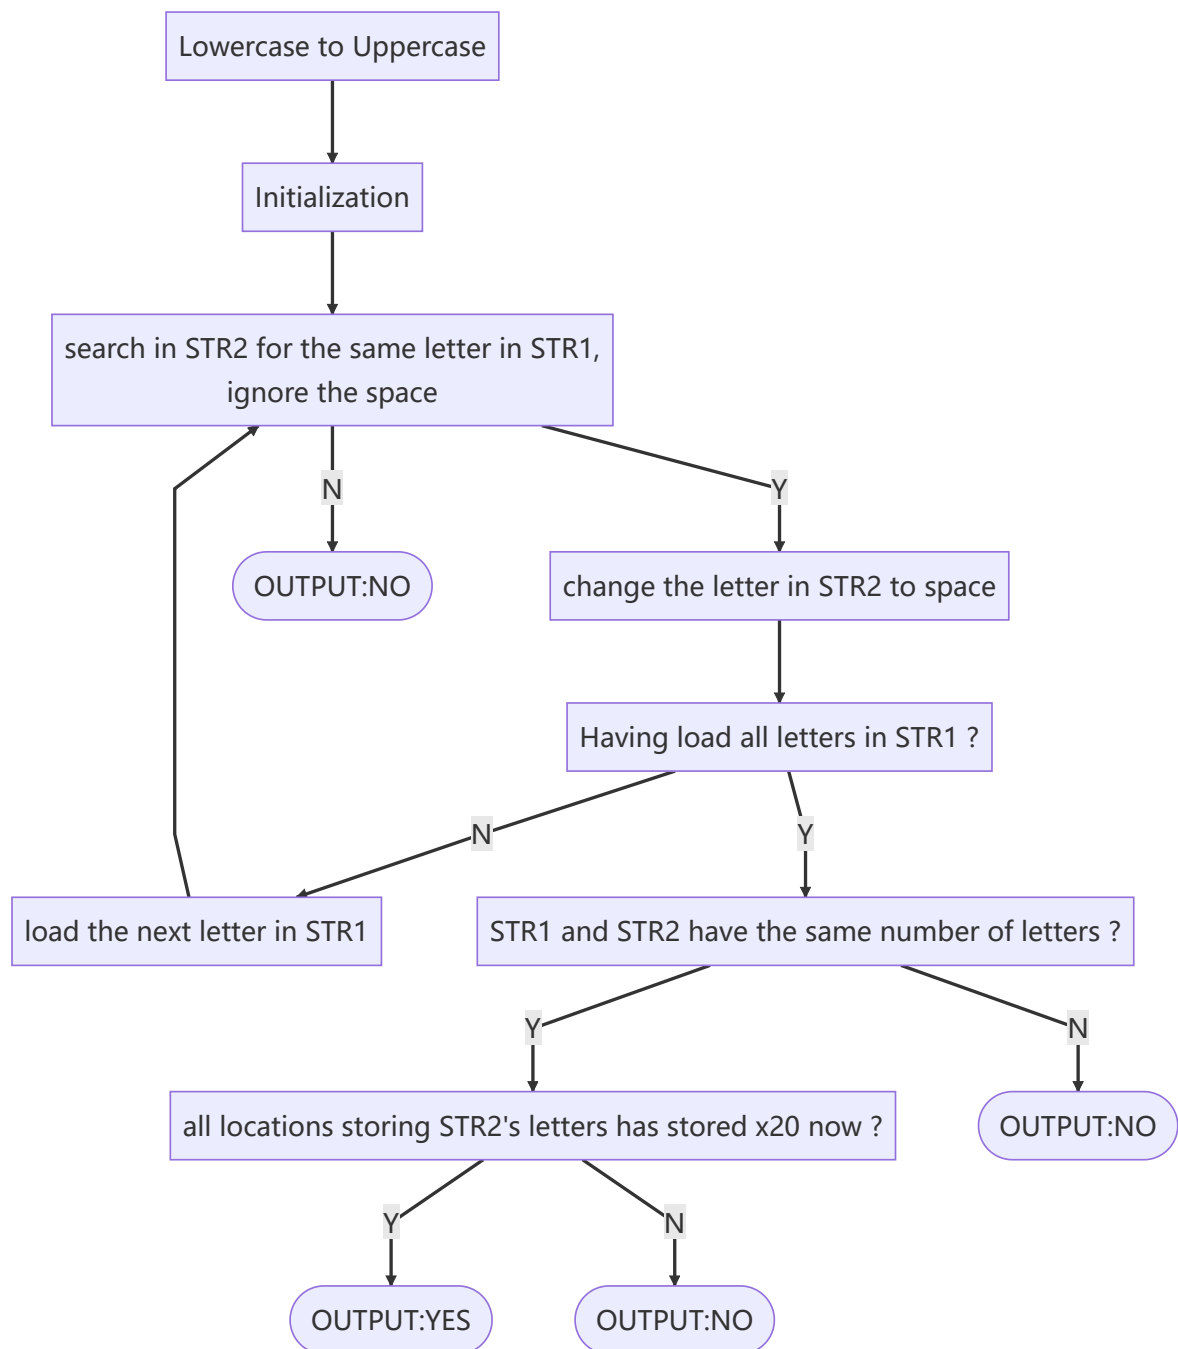 Lowercase to Uppercase
Initialization
search in STR2 for the same letter in STR1,
ignore the space
N
Y
OUTPUT:NO
change the letter in STR2 to space
Having load all letters in STR1 ?
N
Y
load the next letter in STR1
STR1 and STR2 have the same number of letters ?
Y
N
all locations storing STR2's letters has stored x20 now ?
OUTPUT:NO
Y
N
OUTPUT:YES
OUTPUT:NO